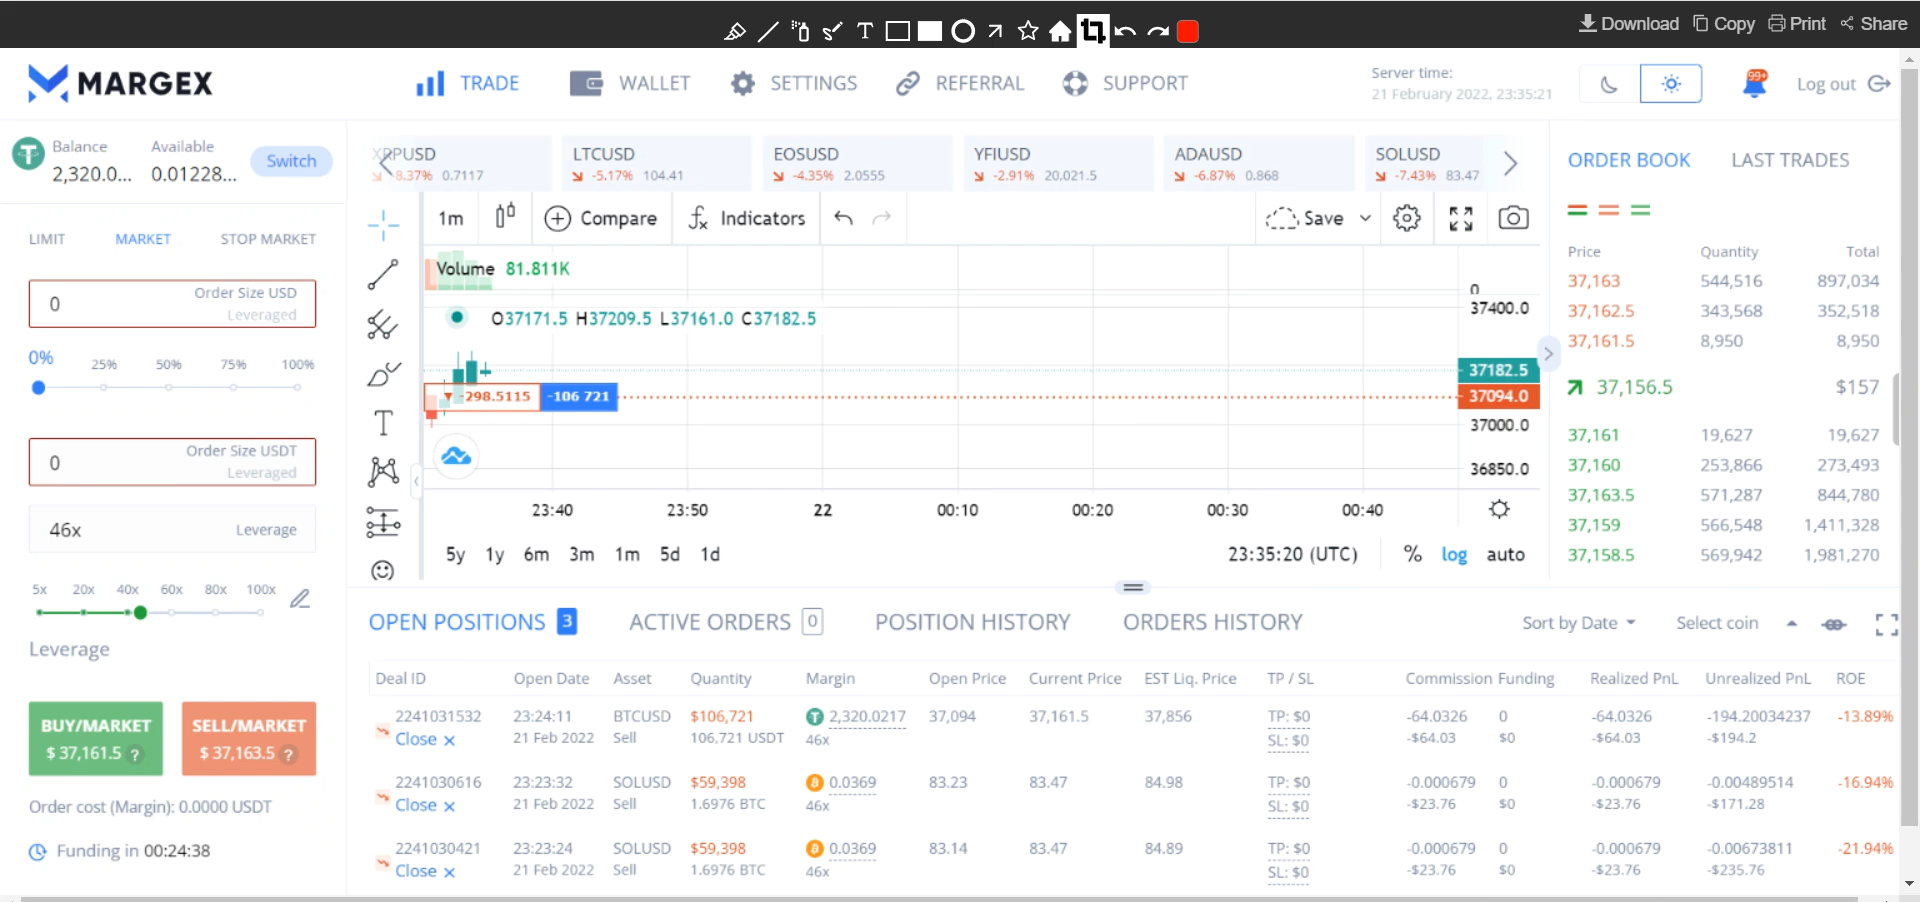 Download Copy Print Share
MARGEX
TRADE WALLET SETTINGS REFERRAL SUPPORT
Server time:
21 February 2022, 23:35:21
99+
Log out
Balance Available
2,320.0... 0.01228...
Switch
LIMIT MARKET STOP MARKET
0 Order Size USD
Leveraged
0%
25% 50% 75% 100%
0 Order Size USDT
Leveraged
46x Leverage
5x 20x 40x 60x 80x 100x
Leverage
BUY/MARKET
$ 37,161.5 ?
SELL/MARKET
$ 37,163.5 ?
Order cost (Margin): 0.0000 USDT
Funding in 00:24:38
XRPUSD
-8.37% 0.7117
LTCUSD
-5.17% 104.41
EOSUSD
-4.35% 2.0555
YFIUSD
-2.91% 20,021.5
ADAUSD
-6.87% 0.868
SOLUSD
-7.43% 83.47
1m Compare Indicators Save
Volume 81.811K
0
37400.0
O37171.5 H37209.5 L37161.0 C37182.5
37182.5
-298.5115 -106 721
37094.0
37000.0
36850.0
23:40 23:50 22 00:10 00:20 00:30 00:40
5y 1y 6m 3m 1m 5d 1d
23:35:20 (UTC) % log auto
ORDER BOOK LAST TRADES
Price Quantity Total
37,163 544,516 897,034
37,162.5 343,568 352,518
37,161.5 8,950 8,950
37,156.5 $157
37,161 19,627 19,627
37,160 253,866 273,493
37,163.5 571,287 844,780
37,159 566,548 1,411,328
37,158.5 569,942 1,981,270
OPEN POSITIONS 3 ACTIVE ORDERS 0 POSITION HISTORY ORDERS HISTORY
Sort by Date Select coin
Deal ID Open Date Asset Quantity Margin Open Price Current Price EST Liq. Price TP / SL Commission Funding Realized PnL Unrealized PnL ROE
2241031532 23:24:11 BTCUSD $106,721 2,320.0217 37,094 37,161.5 37,856 TP: $0 -64.0326 0 -64.0326 -194.20034237 -13.89%
Close × 21 Feb 2022 Sell 106,721 USDT 46x SL: $0 -$64.03 $0 -$64.03 -$194.2
2241030616 23:23:32 SOLUSD $59,398 0.0369 83.23 83.47 84.98 TP: $0 -0.000679 0 -0.000679 -0.00489514 -16.94%
Close × 21 Feb 2022 Sell 1.6976 BTC 46x SL: $0 -$23.76 $0 -$23.76 -$171.28
2241030421 23:23:24 SOLUSD $59,398 0.0369 83.14 83.47 84.89 TP: $0 -0.000679 0 -0.000679 -0.00673811 -21.94%
Close × 21 Feb 2022 Sell 1.6976 BTC 46x SL: $0 -$23.76 $0 -$23.76 -$235.76